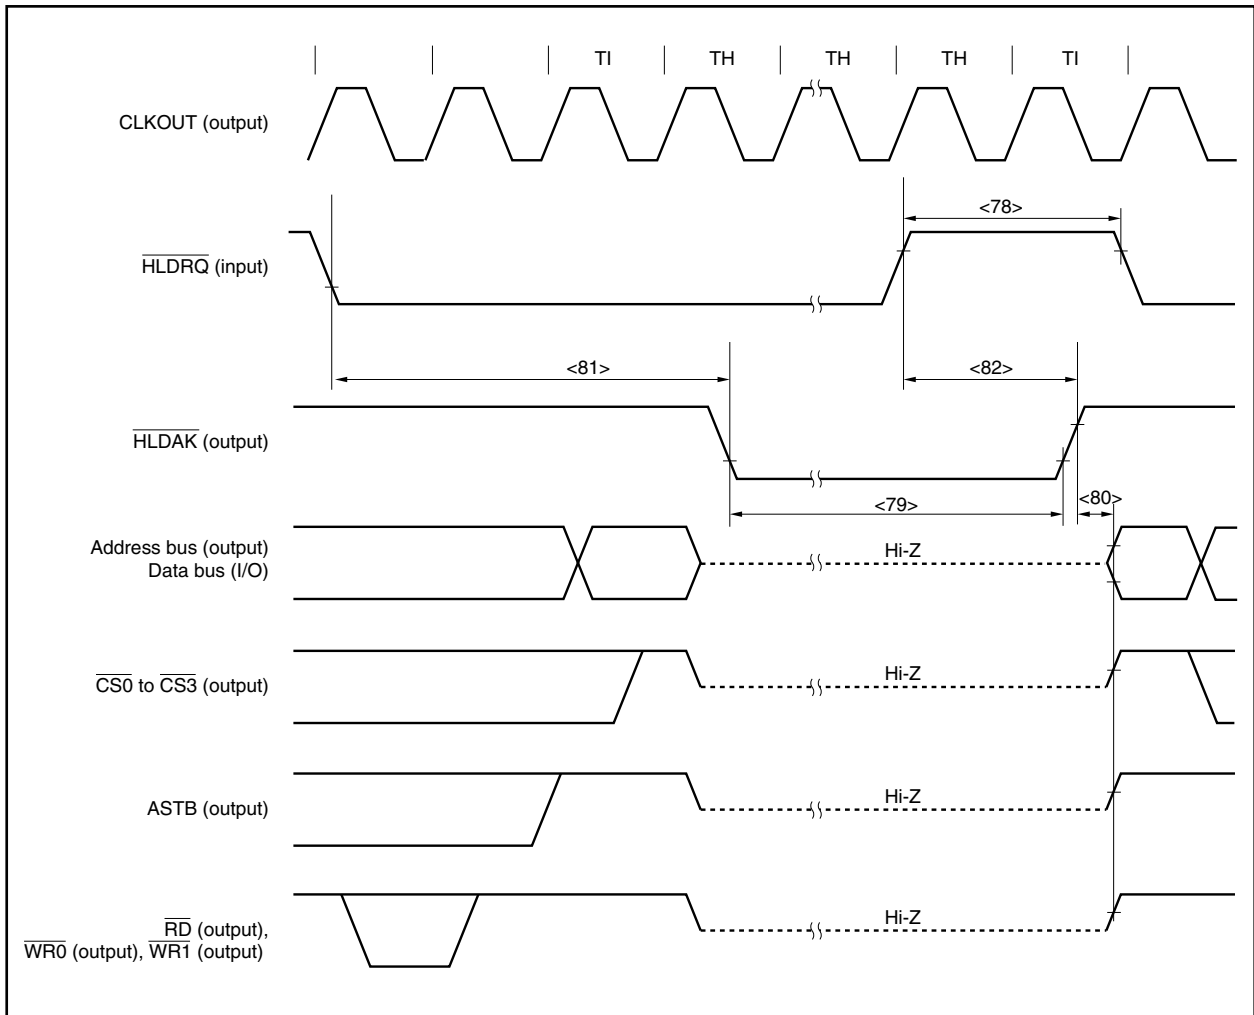 TI TH TH TH TI
CLKOUT (output)
<78>
HLDRQ (input)
<81>
<82>
HLDAK (output)
<79>
<80>
Address bus (output)
Data bus (I/O)
Hi-Z
CS0 to CS3 (output)
Hi-Z
ASTB (output)
Hi-Z
RD (output),
WR0 (output), WR1 (output)
Hi-Z